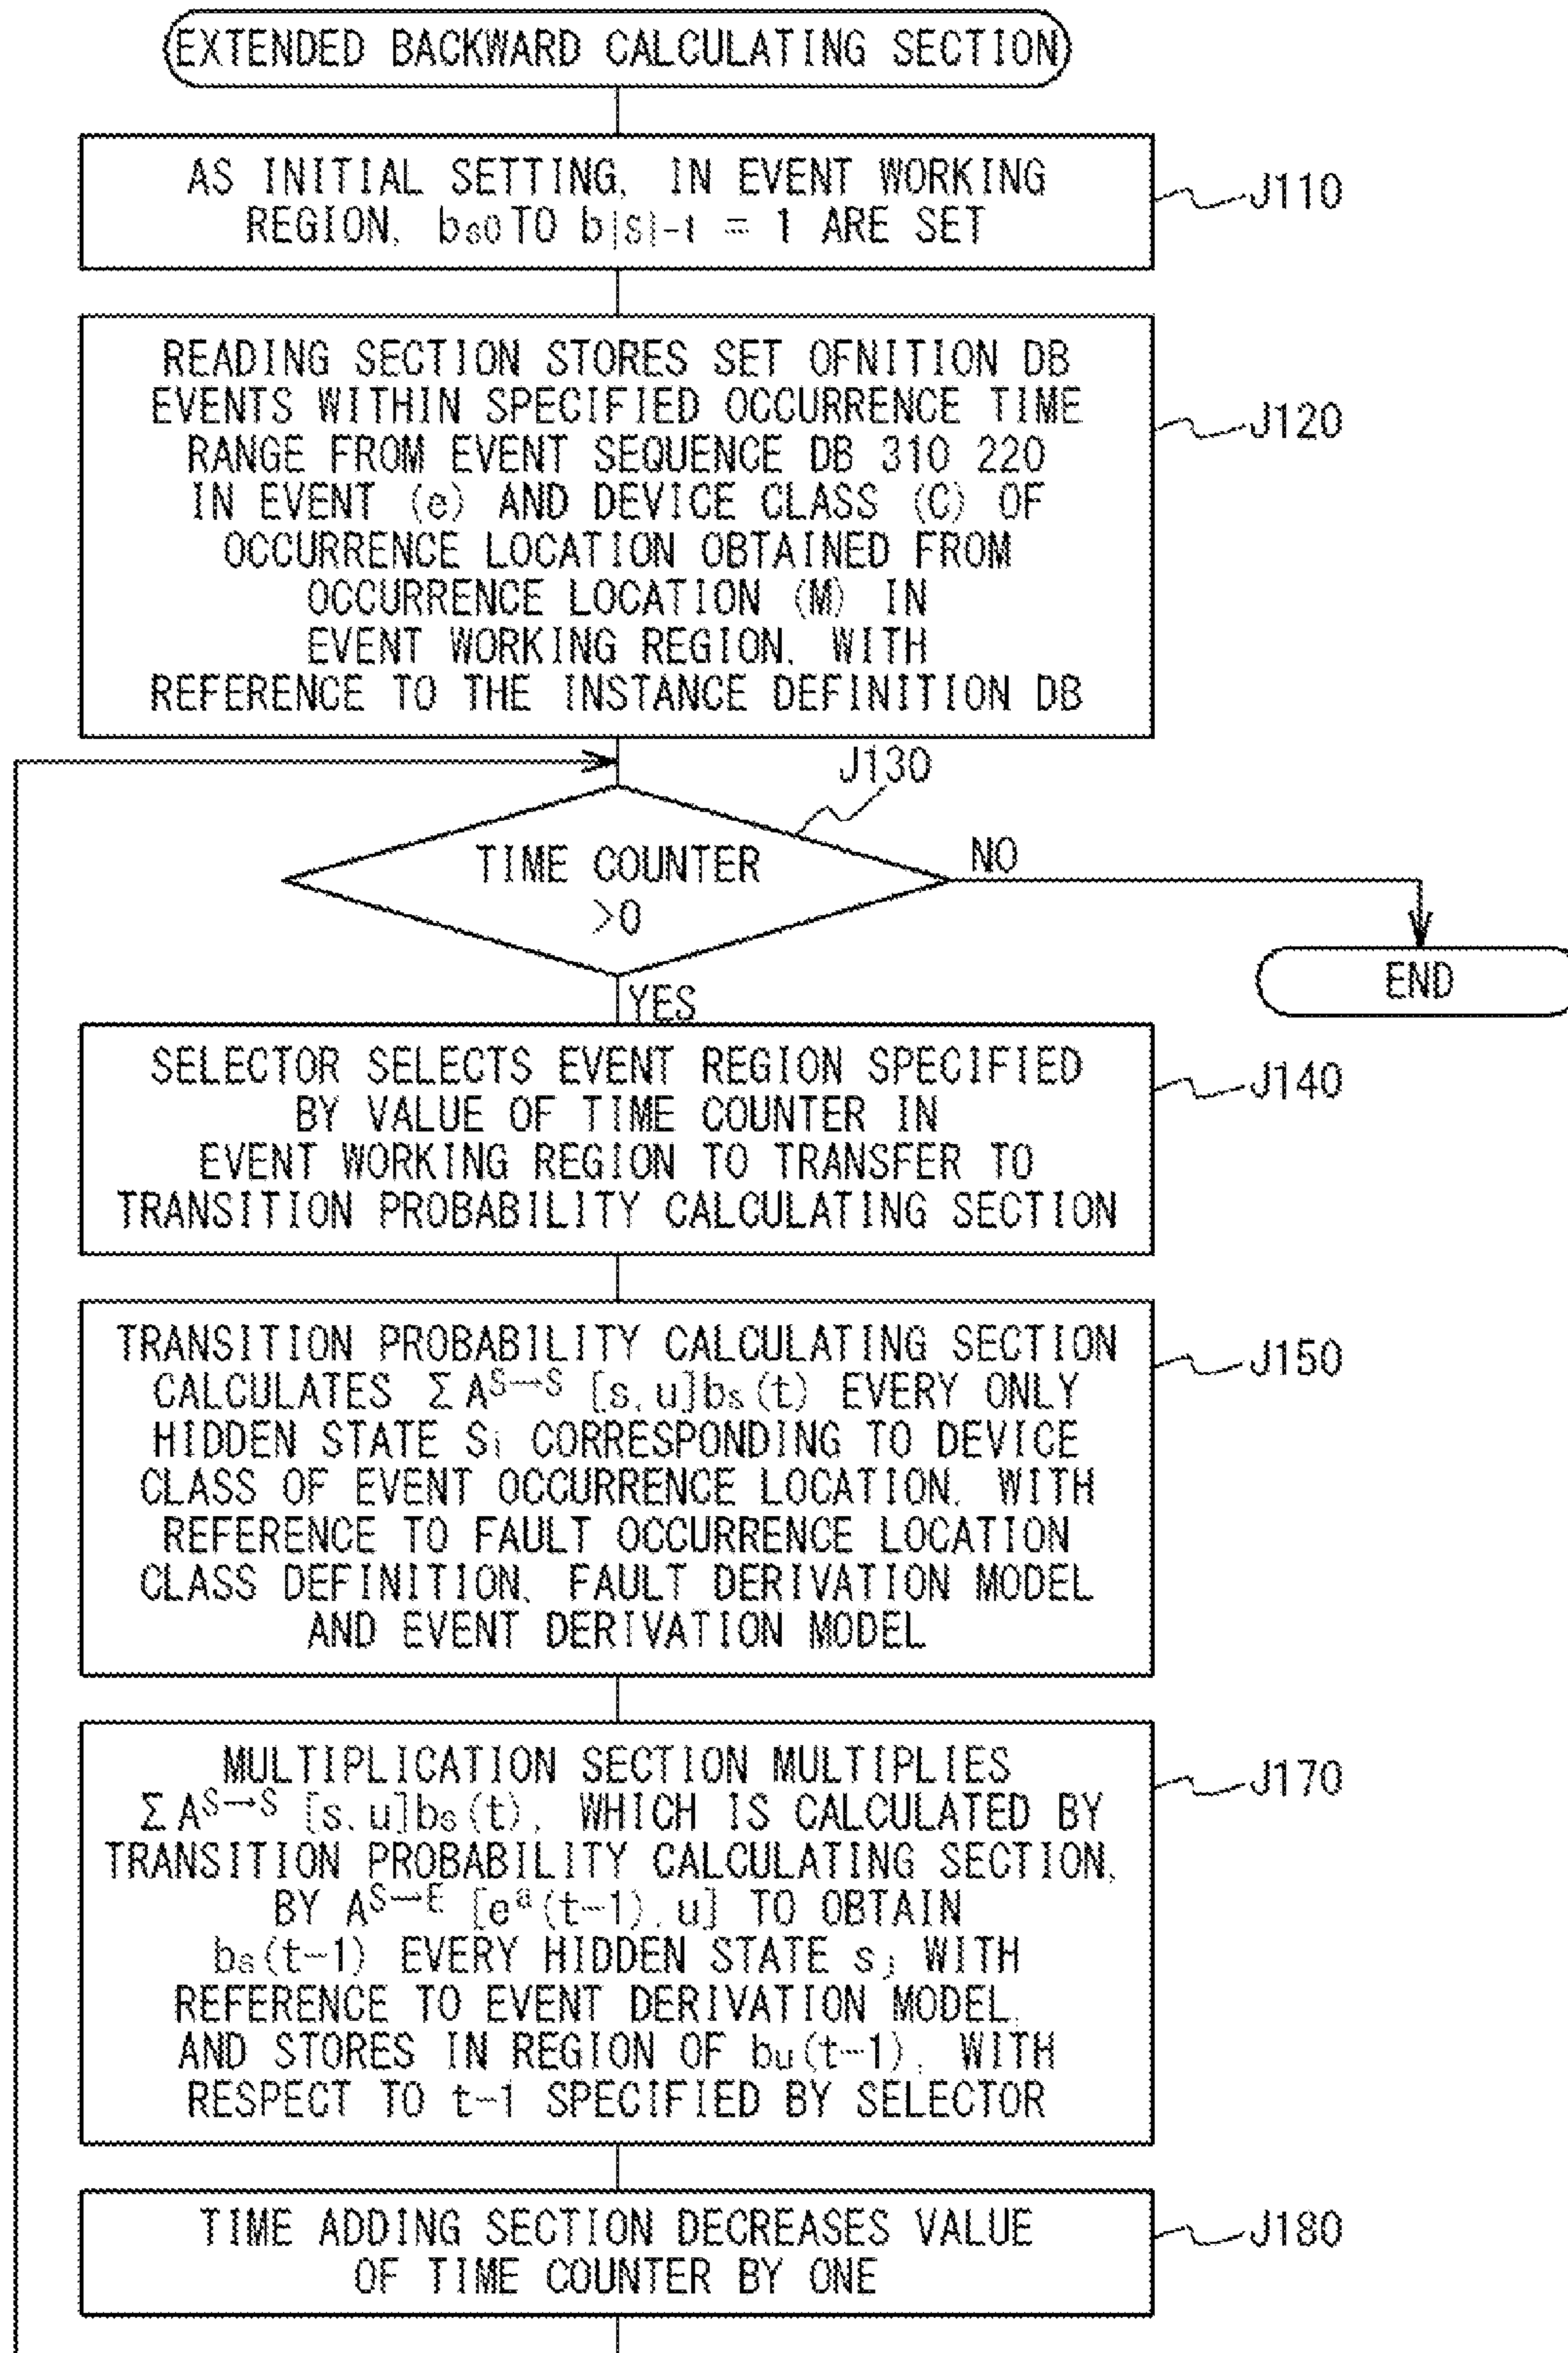 EXTENDED BACKWARD CALCULATING SECTION
AS INITIAL SETTING, IN EVENT WORKING
REGION, bs0 TO b|S|-1 = 1 ARE SET
J110
READING SECTION STORES SET OFNITION DB
EVENTS WITHIN SPECIFIED OCCURRENCE TIME
RANGE FROM EVENT SEQUENCE DB 310 220
IN EVENT (e) AND DEVICE CLASS (C) OF
OCCURRENCE LOCATION OBTAINED FROM
OCCURRENCE LOCATION (M) IN
EVENT WORKING REGION, WITH
REFERENCE TO THE INSTANCE DEFINITION DB
J120
J130
TIME COUNTER
>0
NO
END
YES
SELECTOR SELECTS EVENT REGION SPECIFIED
BY VALUE OF TIME COUNTER IN
EVENT WORKING REGION TO TRANSFER TO
TRANSITION PROBABILITY CALCULATING SECTION
J140
TRANSITION PROBABILITY CALCULATING SECTION
CALCULATES ΣA^S→S [s,u]bs(t) EVERY ONLY
HIDDEN STATE Si CORRESPONDING TO DEVICE
CLASS OF EVENT OCCURRENCE LOCATION, WITH
REFERENCE TO FAULT OCCURRENCE LOCATION
CLASS DEFINITION, FAULT DERIVATION MODEL
AND EVENT DERIVATION MODEL
J150
MULTIPLICATION SECTION MULTIPLIES
ΣA^S→S [s,u]bs(t), WHICH IS CALCULATED BY
TRANSITION PROBABILITY CALCULATING SECTION,
BY A^S→E [e^a(t-1),u] TO OBTAIN
bs(t-1) EVERY HIDDEN STATE sj WITH
REFERENCE TO EVENT DERIVATION MODEL,
AND STORES IN REGION OF bu(t-1), WITH
RESPECT TO t-1 SPECIFIED BY SELECTOR
J170
TIME ADDING SECTION DECREASES VALUE
OF TIME COUNTER BY ONE
J180